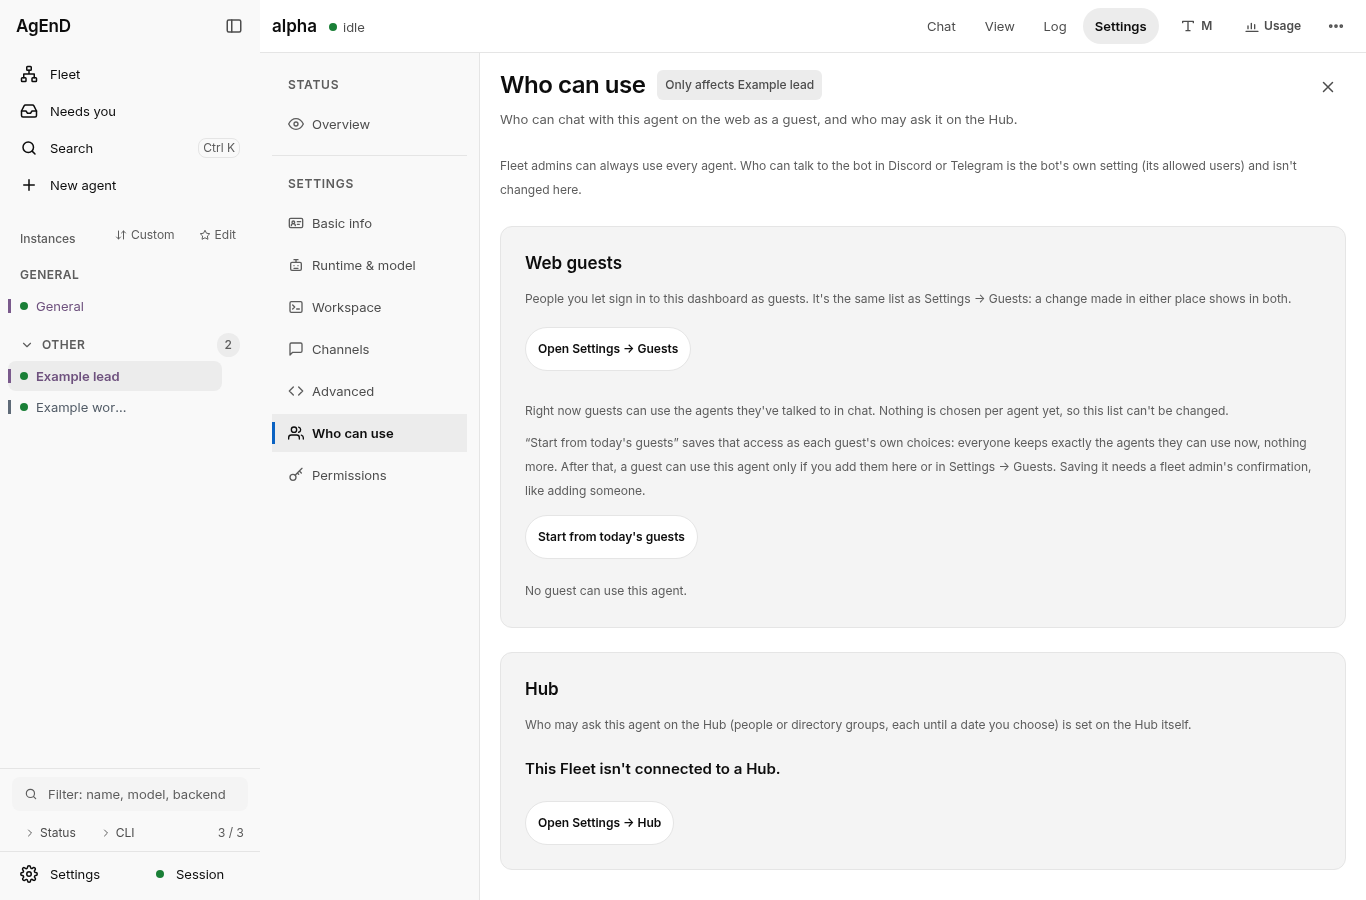 AgEnD
Fleet
Needs you
Search
Ctrl K
New agent
Instances
Custom
Edit
GENERAL
General
OTHER
2
Example lead
Example wor...
Filter: name, model, backend
Status
CLI
3 / 3
Settings
Session
alpha
idle
Chat
View
Log
Settings
M
Usage
STATUS
Overview
SETTINGS
Basic info
Runtime & model
Workspace
Channels
Advanced
Who can use
Permissions
Who can use
Only affects Example lead
Who can chat with this agent on the web as a guest, and who may ask it on the Hub.
Fleet admins can always use every agent. Who can talk to the bot in Discord or Telegram is the bot's own setting (its allowed users) and isn't
changed here.
Web guests
People you let sign in to this dashboard as guests. It's the same list as Settings → Guests: a change made in either place shows in both.
Open Settings → Guests
Right now guests can use the agents they've talked to in chat. Nothing is chosen per agent yet, so this list can't be changed.
“Start from today's guests” saves that access as each guest's own choices: everyone keeps exactly the agents they can use now, nothing
more. After that, a guest can use this agent only if you add them here or in Settings → Guests. Saving it needs a fleet admin's confirmation,
like adding someone.
Start from today's guests
No guest can use this agent.
Hub
Who may ask this agent on the Hub (people or directory groups, each until a date you choose) is set on the Hub itself.
This Fleet isn't connected to a Hub.
Open Settings → Hub